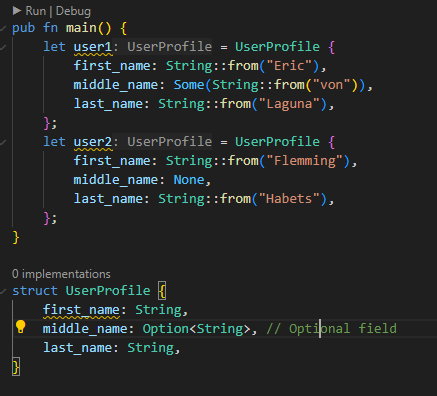 Run | Debug
pub fn main() {
    let user1: UserProfile = UserProfile {
        first_name: String::from("Eric"),
        middle_name: Some(String::from("von")),
        last_name: String::from("Laguna"),
    };
    let user2: UserProfile = UserProfile {
        first_name: String::from("Flemming"),
        middle_name: None,
        last_name: String::from("Habets"),
    };
}
0 implementations
struct UserProfile {
    first_name: String,
    middle_name: Option<String>, // Optional field
    last_name: String,
}